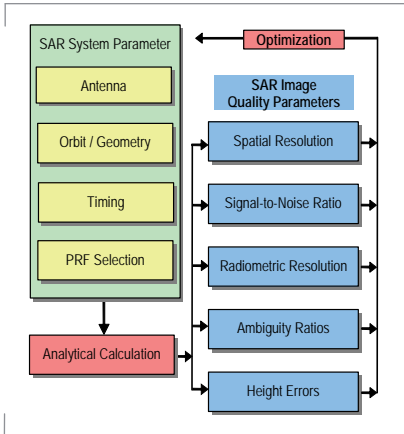 SAR System Parameter
Antenna
Orbit / Geometry
Timing
PRF Selection
Analytical Calculation
Optimization
SAR Image
Quality Parameters
Spatial Resolution
Signal-to-Noise Ratio
Radiometric Resolution
Ambiguity Ratios
Height Errors